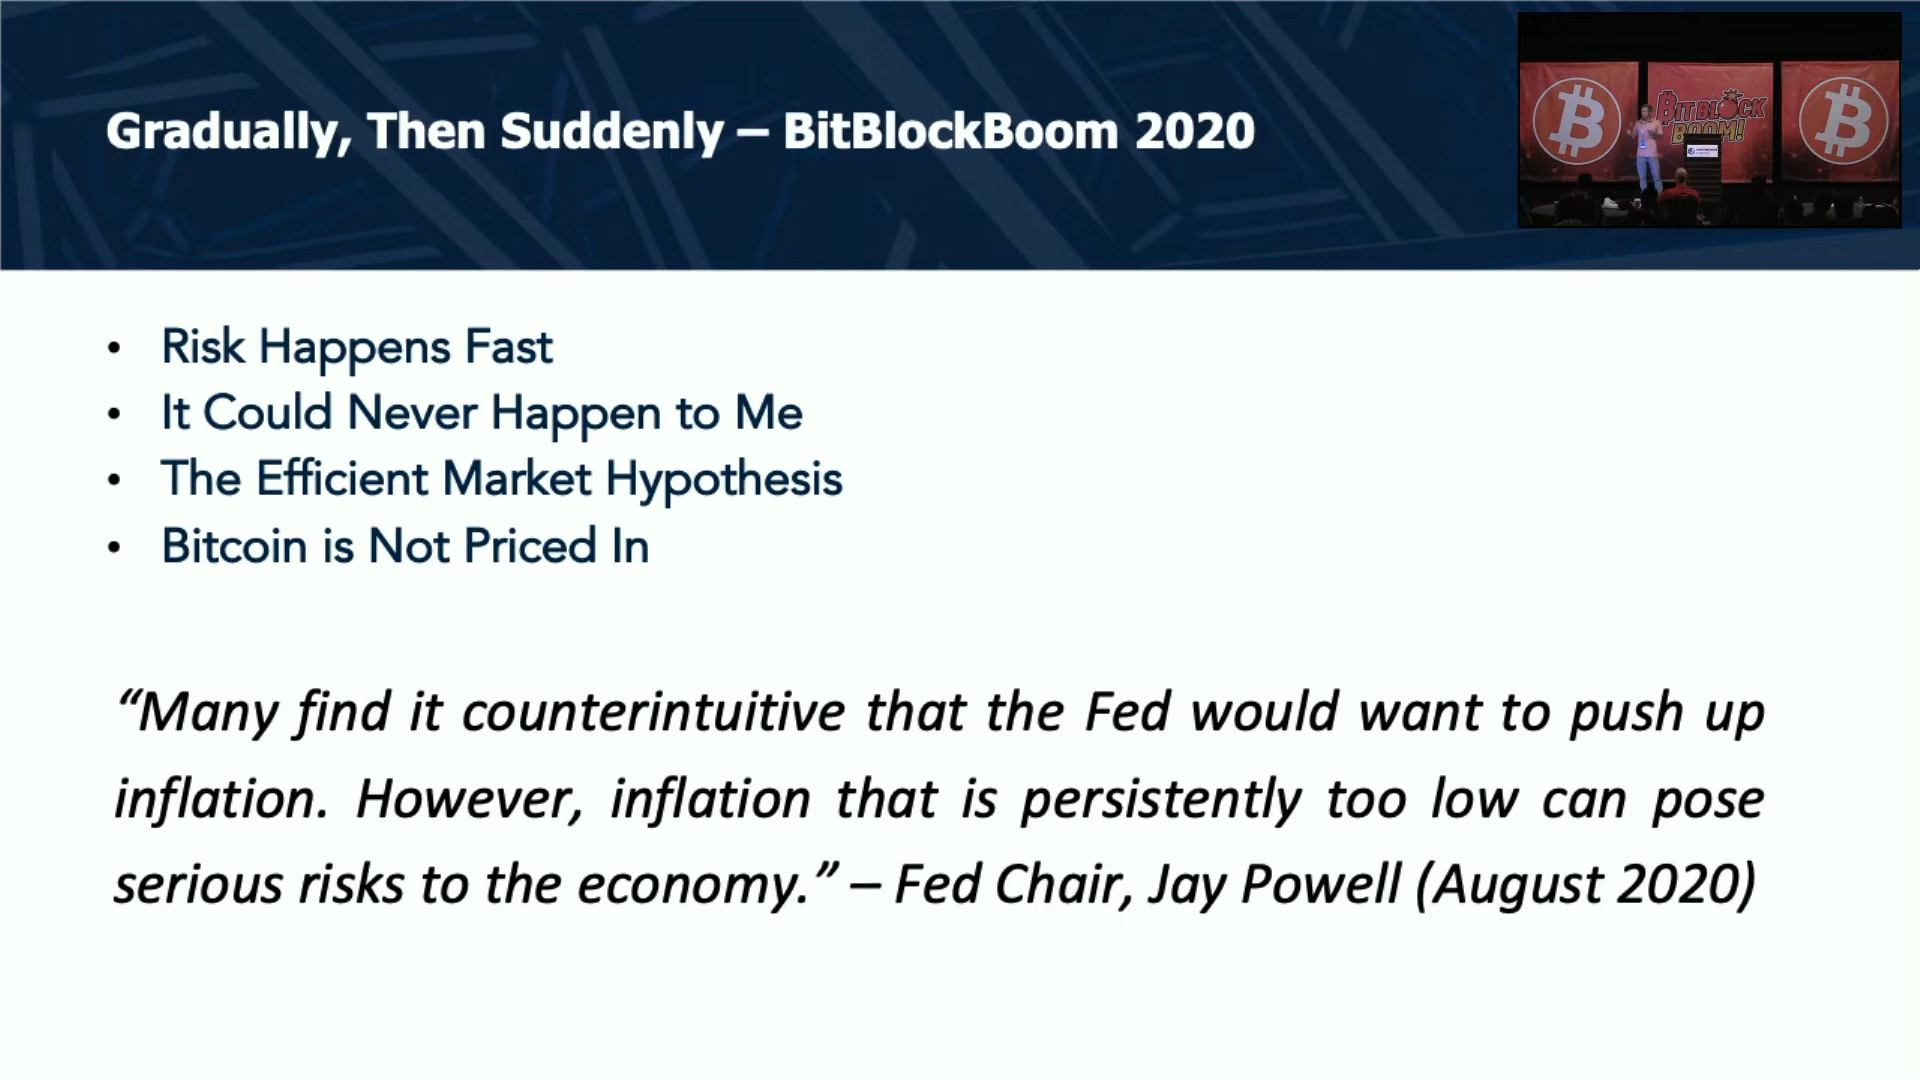 Gradually, Then Suddenly – BitBlockBoom 2020
BITBLOCK
BOOM!
• Risk Happens Fast
• It Could Never Happen to Me
• The Efficient Market Hypothesis
• Bitcoin is Not Priced In
“Many find it counterintuitive that the Fed would want to push up
inflation. However, inflation that is persistently too low can pose
serious risks to the economy.” – Fed Chair, Jay Powell (August 2020)